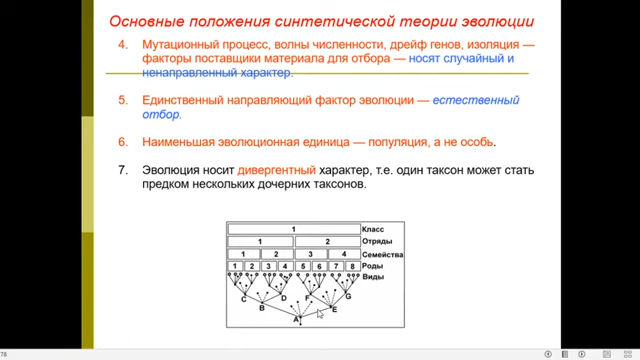 Основные положения синтетической теории эволюции
4. Мутационный процесс, волны численности, дрейф генов, изоляция —
факторы поставщики материала для отбора — носят случайный и
ненаправленный характер.
5. Единственный направляющий фактор эволюции — естественный
отбор.
6. Наименьшая эволюционная единица — популяция, а не особь.
7. Эволюция носит дивергентный характер, т.е. один таксон может стать
предком нескольких дочерних таксонов.
1 Класс
1 2 Отряды
1 2 3 4 Семейства
1 2 3 4 5 6 7 8 Роды
Виды
C D F G
B E
A
78